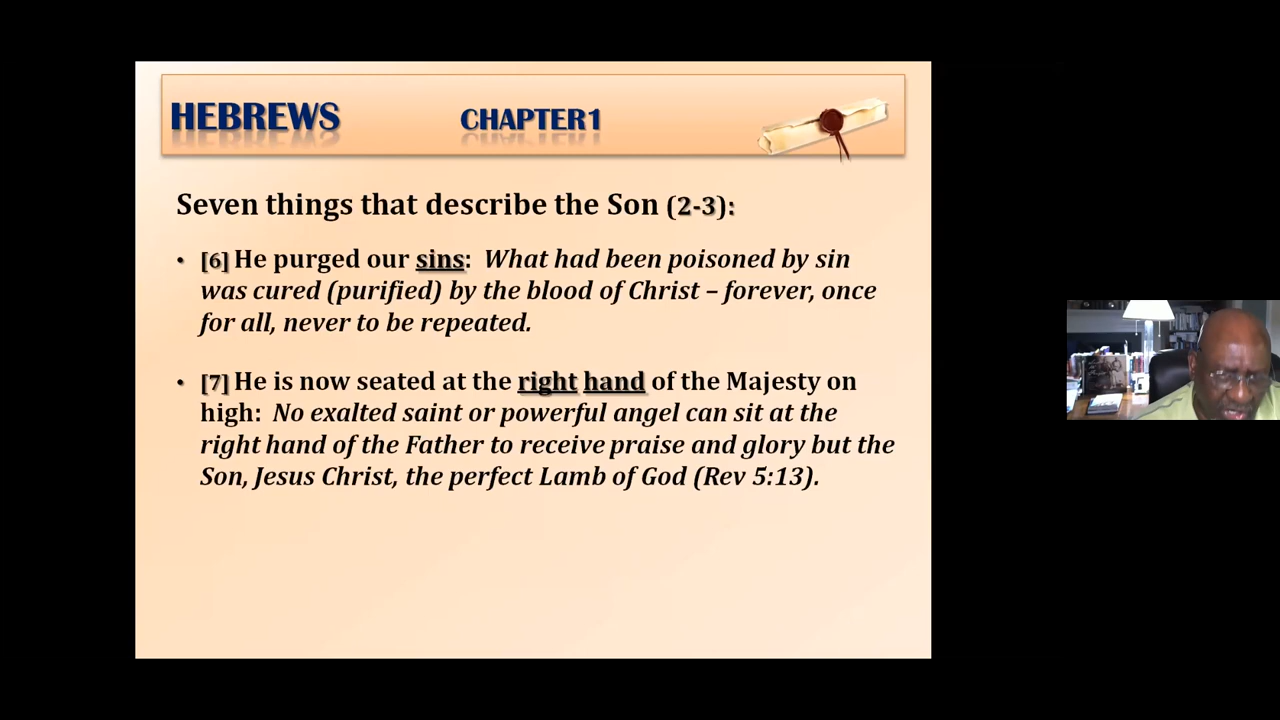 HEBREWS CHAPTER1
Seven things that describe the Son (2-3):
• [6] He purged our sins: What had been poisoned by sin
was cured (purified) by the blood of Christ – forever, once
for all, never to be repeated.
• [7] He is now seated at the right hand of the Majesty on
high: No exalted saint or powerful angel can sit at the
right hand of the Father to receive praise and glory but the
Son, Jesus Christ, the perfect Lamb of God (Rev 5:13).